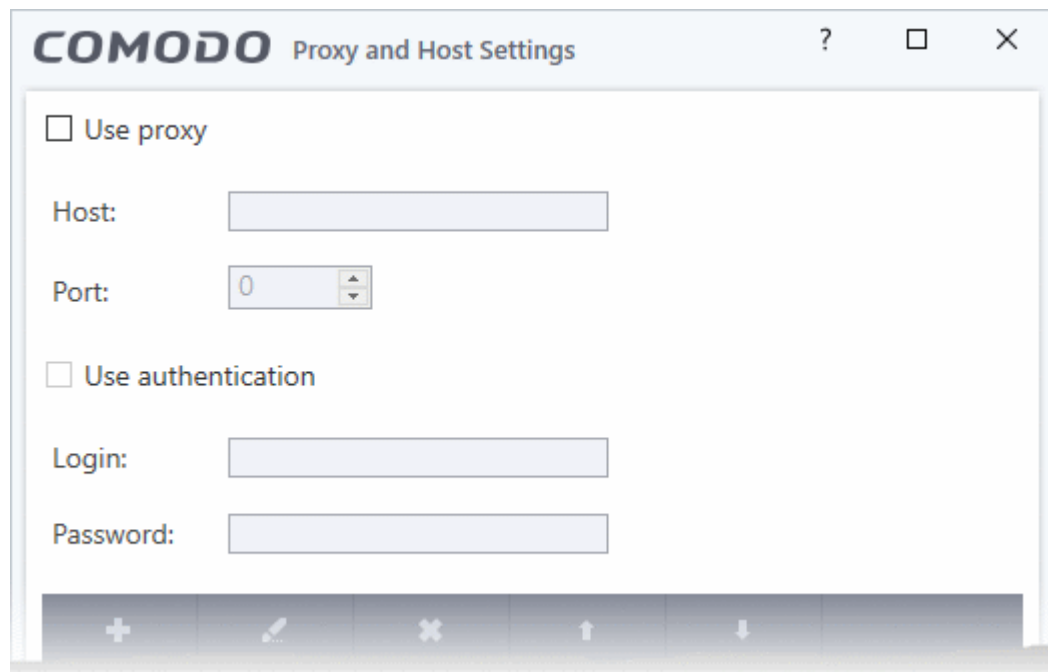 COMODO Proxy and Host Settings ?
Use proxy
Host:
Port: 0
Use authentication
Login:
Password: